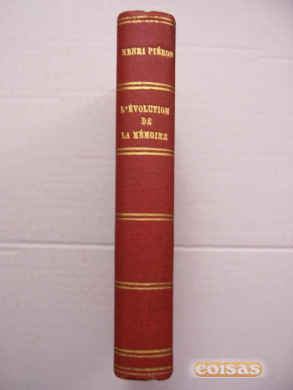 HENRI PIÉRON
L'ÉVOLUTION
DE
LA MÉMOIRE
coisas